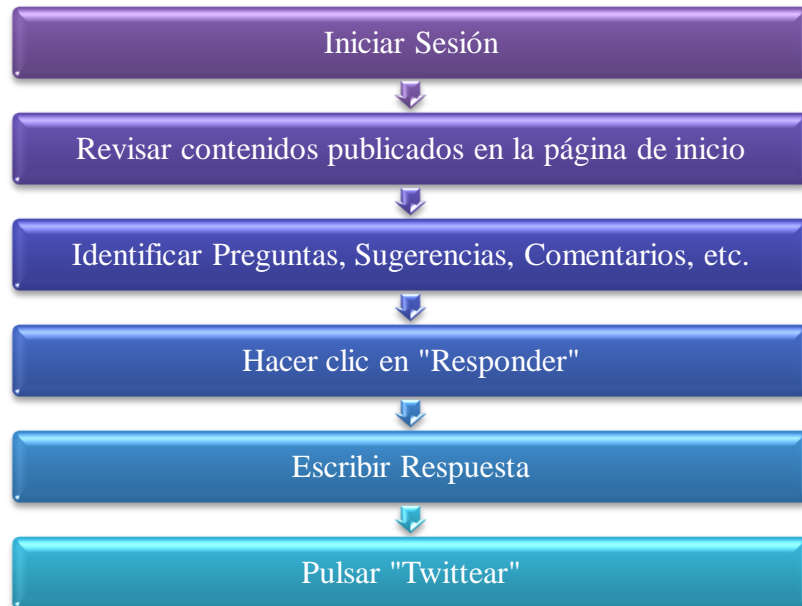 Iniciar Sesión
Revisar contenidos publicados en la página de inicio
Identificar Preguntas, Sugerencias, Comentarios, etc.
Hacer clic en "Responder"
Escribir Respuesta
Pulsar "Twittear"